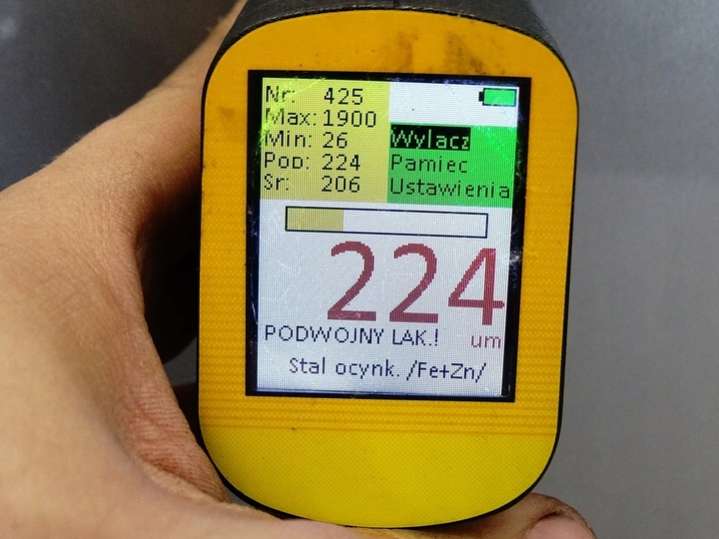 Nr: 425
Max: 1900
Min: 26
Pop: 224
Sr: 206
Wylacz
Pamiec
Ustawienia
224
PODWOJNY LAK.! um
Stal ocynk. /Fe+Zn/